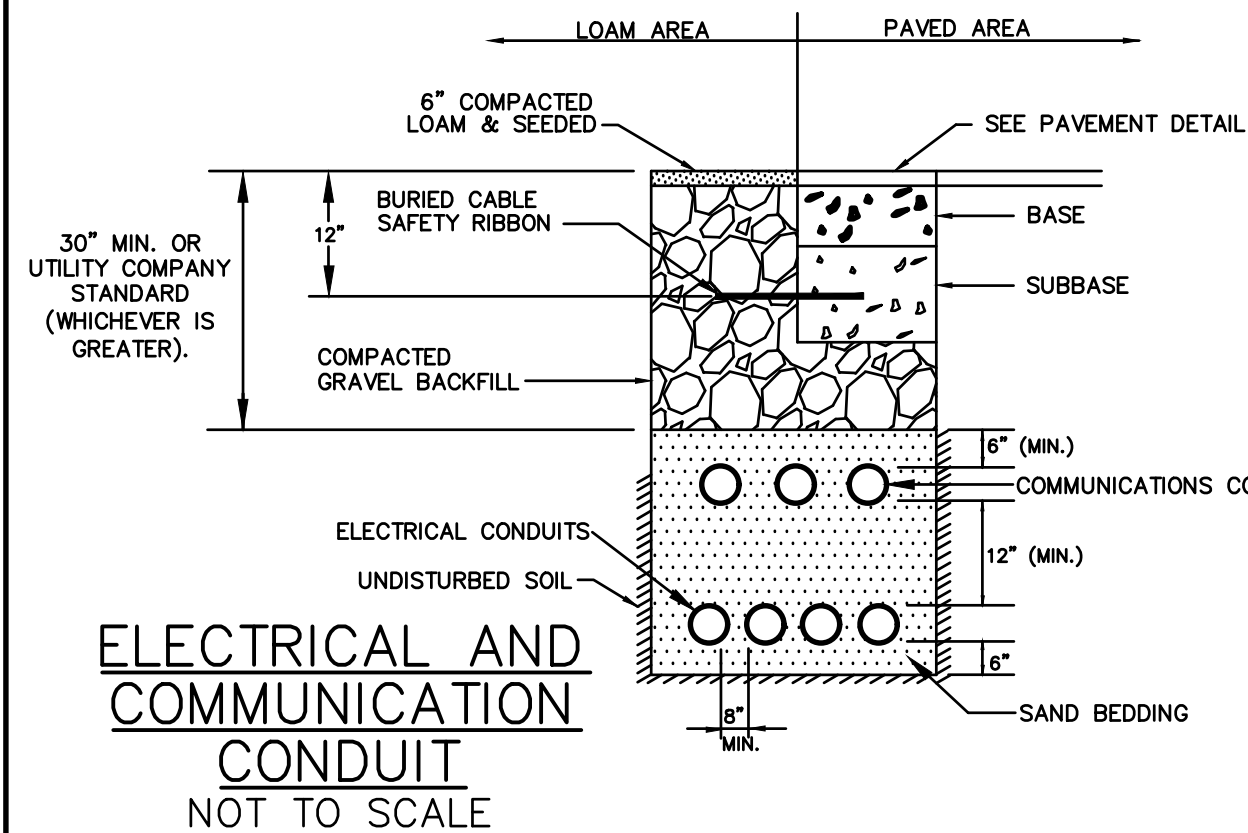 LOAM AREA
PAVED AREA
6" COMPACTED
LOAM & SEEDED
SEE PAVEMENT DETAIL
BURIED CABLE
SAFETY RIBBON
12"
BASE
30" MIN. OR
UTILITY COMPANY
STANDARD
(WHICHEVER IS
GREATER).
SUBBASE
COMPACTED
GRAVEL BACKFILL
6" (MIN.)
COMMUNICATIONS
ELECTRICAL CONDUITS
12" (MIN.)
UNDISTURBED SOIL
6"
SAND BEDDING
8"
MIN.
ELECTRICAL AND
COMMUNICATION
CONDUIT
NOT TO SCALE